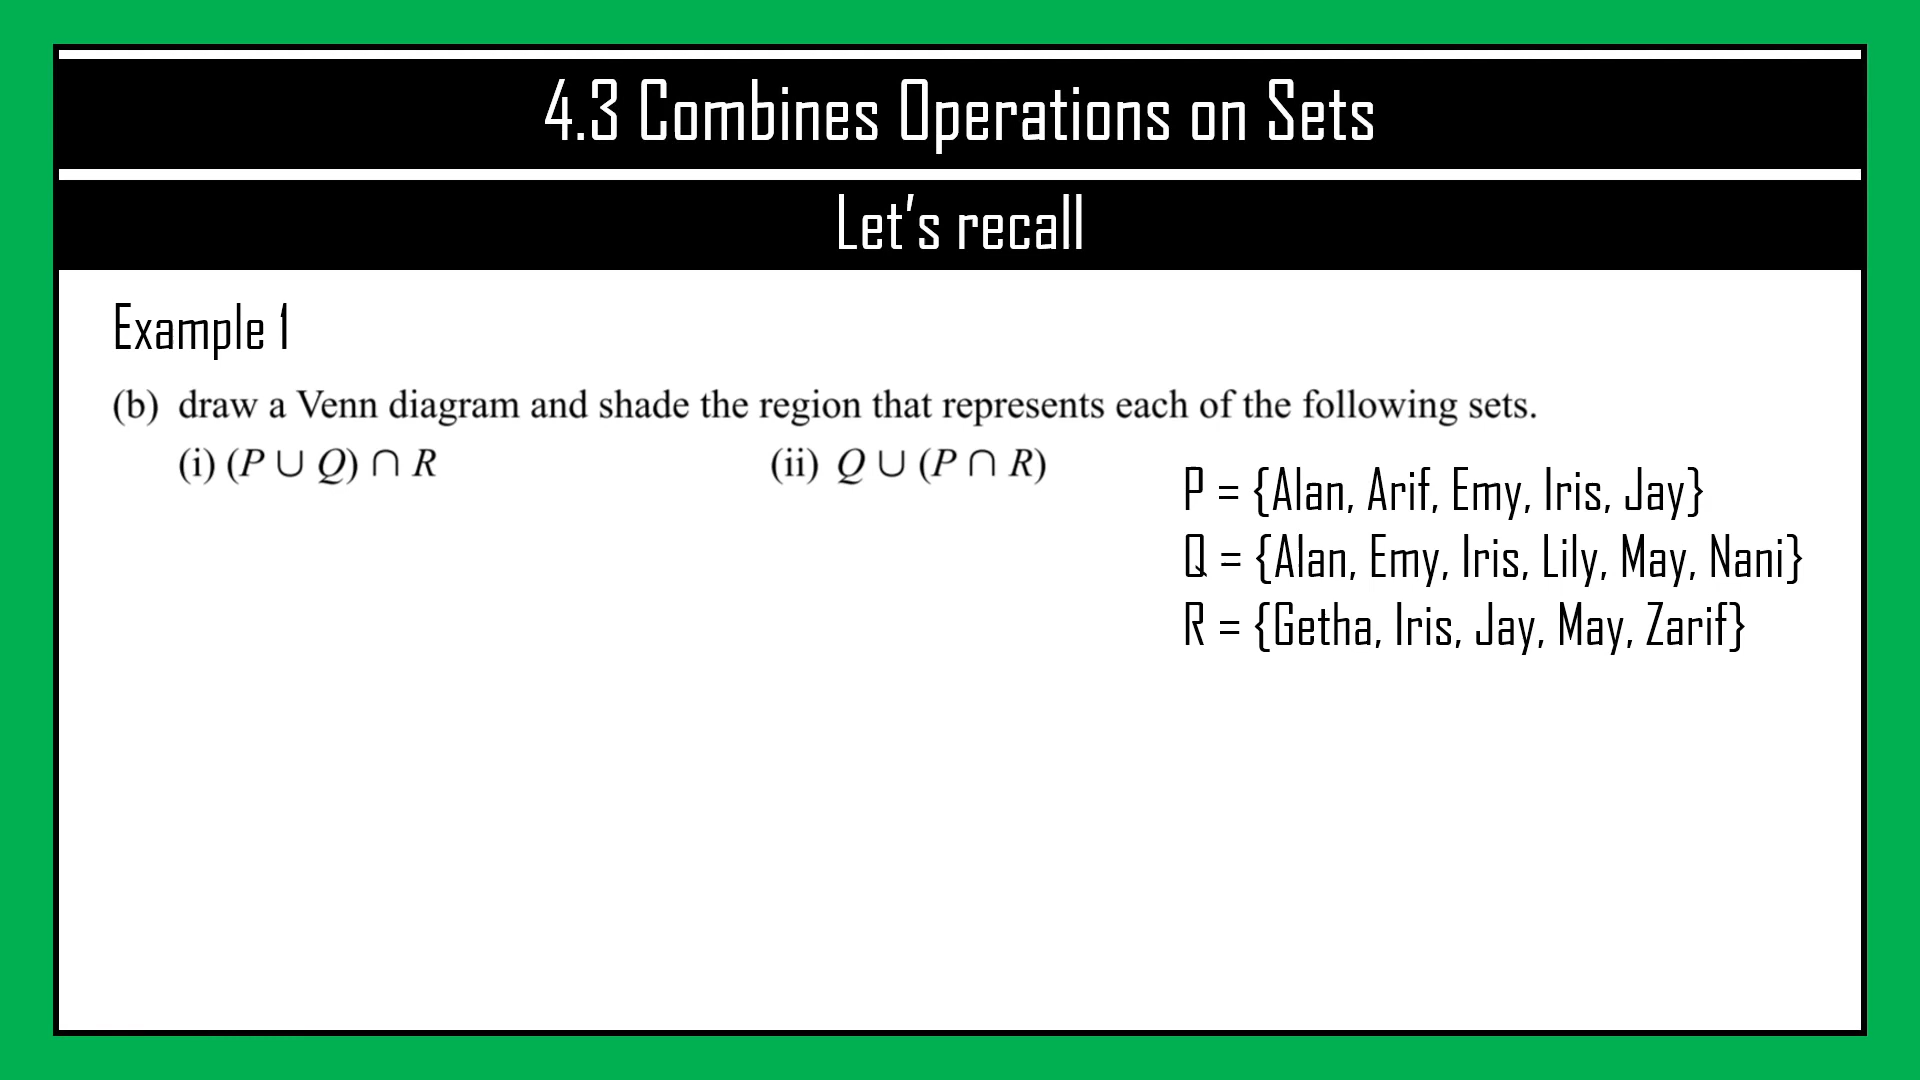 4.3 Combines Operations on Sets
Let's recall
Example 1
(b) draw a Venn diagram and shade the region that represents each of the following sets.
(i) (P ∪ Q) ∩ R (ii) Q ∪ (P ∩ R)
P = {Alan, Arif, Emy, Iris, Jay}
Q = {Alan, Emy, Iris, Lily, May, Nani}
R = {Getha, Iris, Jay, May, Zarif}